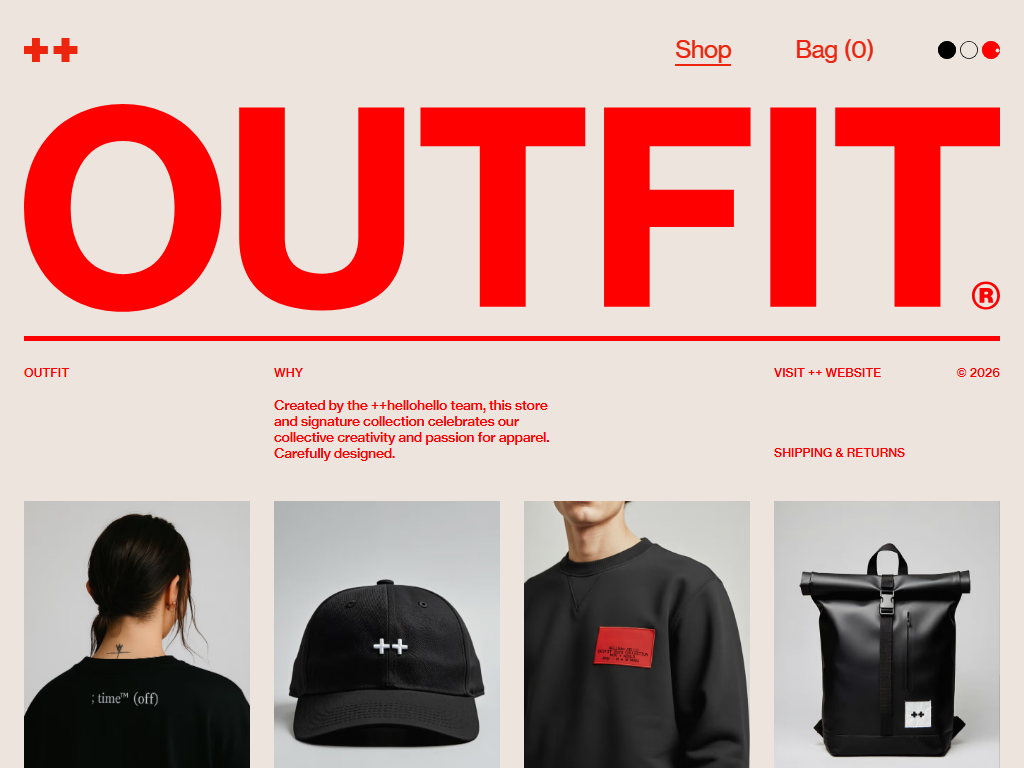 ++
Shop
Bag (0)
OUTFIT®
OUTFIT
WHY
VISIT ++ WEBSITE
© 2026
Created by the ++hellohello team, this store
and signature collection celebrates our
collective creativity and passion for apparel.
Carefully designed.
SHIPPING & RETURNS
; time™ (off)
++
++